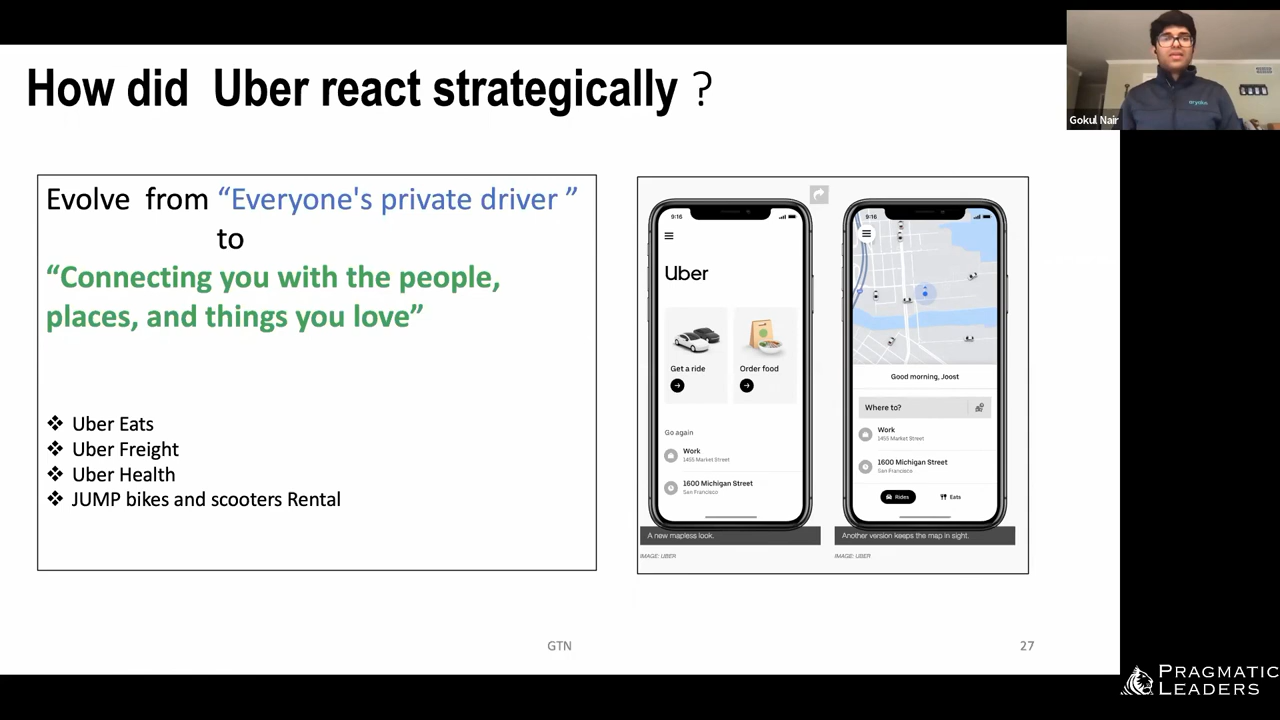 How did Uber react strategically ?
Gokul Nair
aryaka
Evolve from “Everyone's private driver ”
to
“Connecting you with the people,
places, and things you love”
❖ Uber Eats
❖ Uber Freight
❖ Uber Health
❖ JUMP bikes and scooters Rental
9:16
Uber
Get a ride
Order food
Go again
Work
1455 Market Street
1600 Michigan Street
San Francisco
A new mapless look.
IMAGE: UBER
9:16
Good morning, Joost
Where to?
Work
1455 Market Street
1600 Michigan Street
San Francisco
Rides
Eats
Another version keeps the map in sight.
IMAGE: UBER
GTN
27
PRAGMATIC
LEADERS